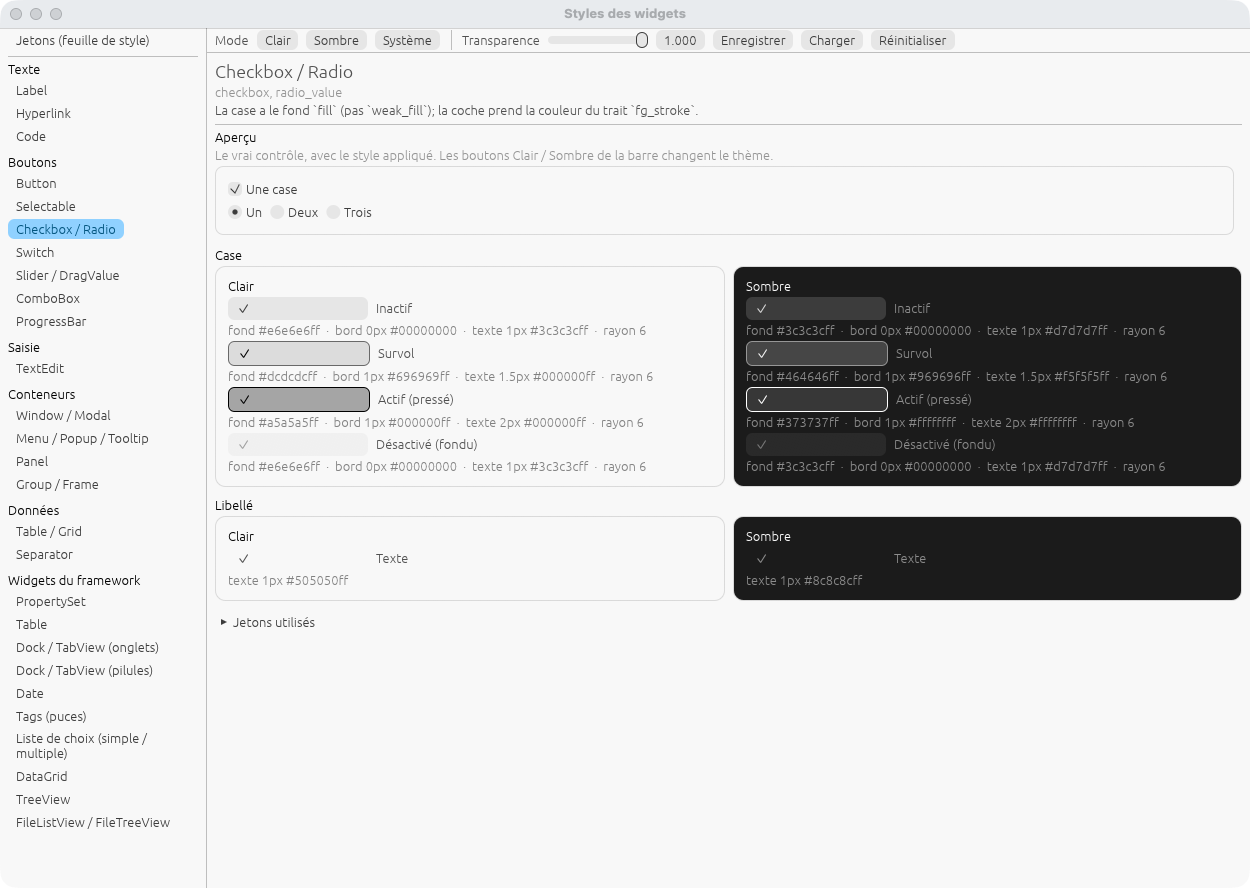 Styles des widgets
Jetons (feuille de style)
Texte
Label
Hyperlink
Code
Boutons
Button
Selectable
Checkbox / Radio
Switch
Slider / DragValue
ComboBox
ProgressBar
Saisie
TextEdit
Conteneurs
Window / Modal
Menu / Popup / Tooltip
Panel
Group / Frame
Données
Table / Grid
Separator
Widgets du framework
PropertySet
Table
Dock / TabView (onglets)
Dock / TabView (pilules)
Date
Tags (puces)
Liste de choix (simple /
multiple)
DataGrid
TreeView
FileListView / FileTreeView
Mode Clair Sombre Système Transparence 1.000 Enregistrer Charger Réinitialiser
Checkbox / Radio
checkbox, radio_value
La case a le fond `fill` (pas `weak_fill`); la coche prend la couleur du trait `fg_stroke`.
Aperçu
Le vrai contrôle, avec le style appliqué. Les boutons Clair / Sombre de la barre changent le thème.
Une case
Un Deux Trois
Case
Clair
Inactif
fond #e6e6e6ff · bord 0px #00000000 · texte 1px #3c3c3cff · rayon 6
Survol
fond #dcdcdcff · bord 1px #696969ff · texte 1.5px #000000ff · rayon 6
Actif (pressé)
fond #a5a5a5ff · bord 1px #000000ff · texte 2px #000000ff · rayon 6
Désactivé (fondu)
fond #e6e6e6ff · bord 0px #00000000 · texte 1px #3c3c3cff · rayon 6
Sombre
Inactif
fond #3c3c3cff · bord 0px #00000000 · texte 1px #d7d7d7ff · rayon 6
Survol
fond #464646ff · bord 1px #969696ff · texte 1.5px #f5f5f5ff · rayon 6
Actif (pressé)
fond #373737ff · bord 1px #ffffffff · texte 2px #ffffffff · rayon 6
Désactivé (fondu)
fond #3c3c3cff · bord 0px #00000000 · texte 1px #d7d7d7ff · rayon 6
Libellé
Clair
Texte
texte 1px #505050ff
Sombre
Texte
texte 1px #8c8c8cff
Jetons utilisés